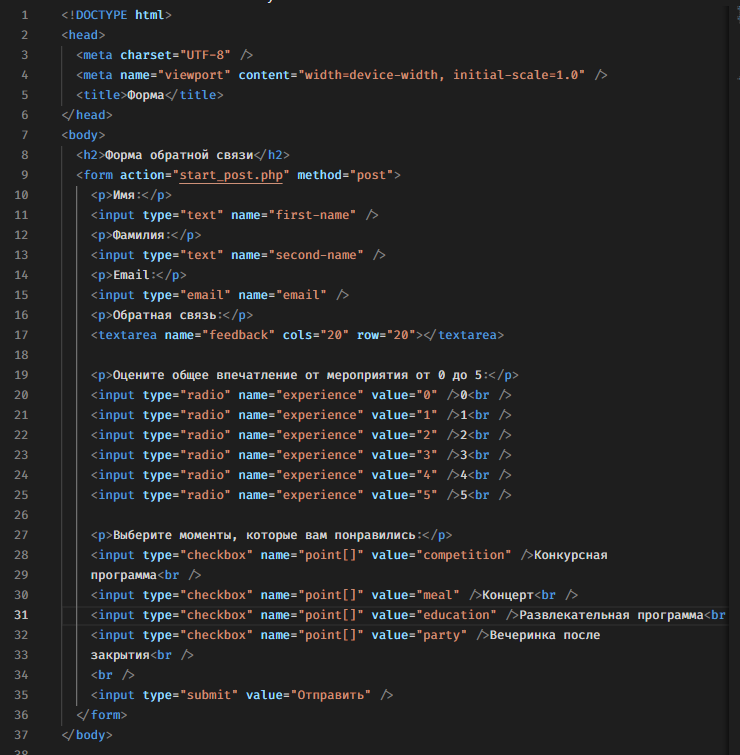 1 <!DOCTYPE html>
2 <head>
3 <meta charset="UTF-8" />
4 <meta name="viewport" content="width=device-width, initial-scale=1.0" />
5 <title>Форма</title>
6 </head>
7 <body>
8 <h2>Форма обратной связи</h2>
9 <form action="start_post.php" method="post">
10 <p>Имя:</p>
11 <input type="text" name="first-name" />
12 <p>Фамилия:</p>
13 <input type="text" name="second-name" />
14 <p>Email:</p>
15 <input type="email" name="email" />
16 <p>Обратная связь:</p>
17 <textarea name="feedback" cols="20" row="20"></textarea>
18
19 <p>Оцените общее впечатление от мероприятия от 0 до 5:</p>
20 <input type="radio" name="experience" value="0" />0<br />
21 <input type="radio" name="experience" value="1" />1<br />
22 <input type="radio" name="experience" value="2" />2<br />
23 <input type="radio" name="experience" value="3" />3<br />
24 <input type="radio" name="experience" value="4" />4<br />
25 <input type="radio" name="experience" value="5" />5<br />
26
27 <p>Выберите моменты, которые вам понравились:</p>
28 <input type="checkbox" name="point[]" value="competition" />Конкурсная
29 программа<br />
30 <input type="checkbox" name="point[]" value="meal" />Концерт<br />
31 <input type="checkbox" name="point[]" value="education" />Развлекательная программа<br
32 <input type="checkbox" name="point[]" value="party" />Вечеринка после
33 закрытия<br />
34 <br />
35 <input type="submit" value="Отправить" />
36 </form>
37 </body>
38